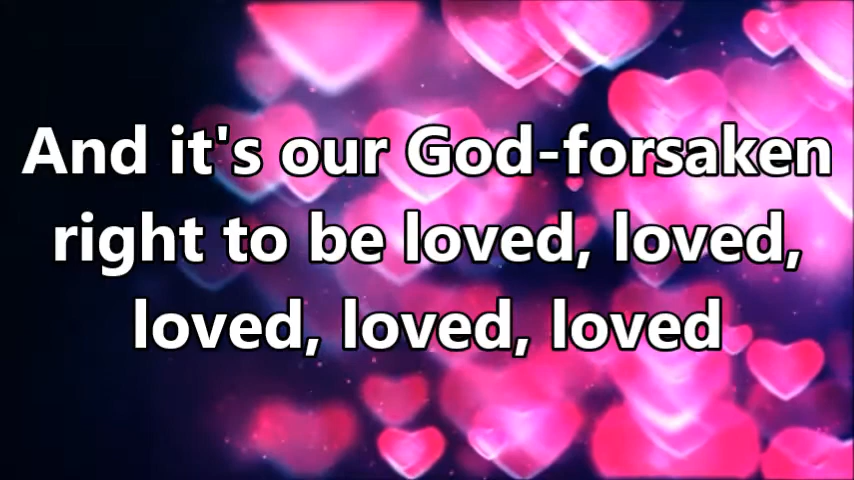 And it's our God-forsaken
right to be loved, loved,
loved, loved, loved